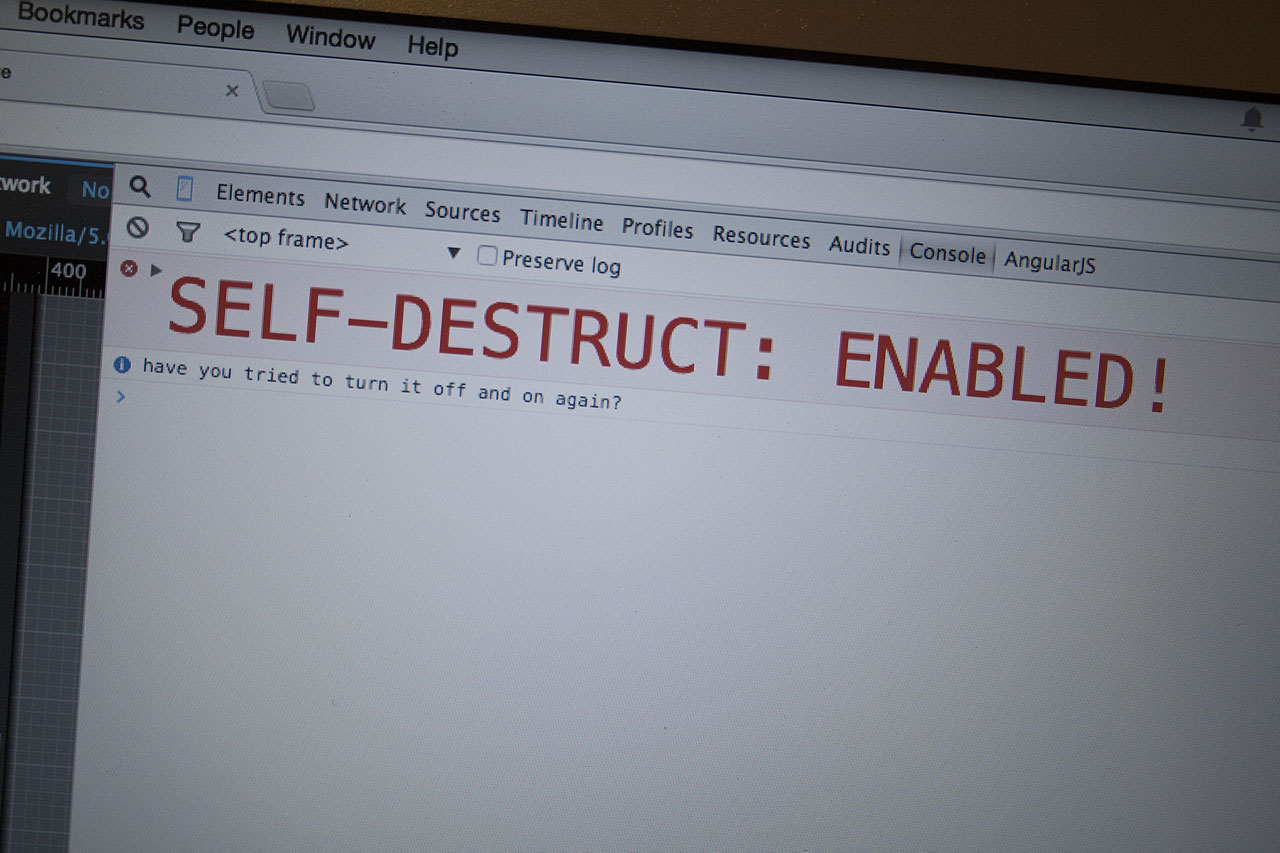 Bookmarks People Window Help
e
twork No
Elements Network Sources Timeline Profiles Resources Audits Console AngularJS
Mozilla/5.
<top frame> ▼ Preserve log
400
SELF-DESTRUCT: ENABLED!
have you tried to turn it off and on again?
>